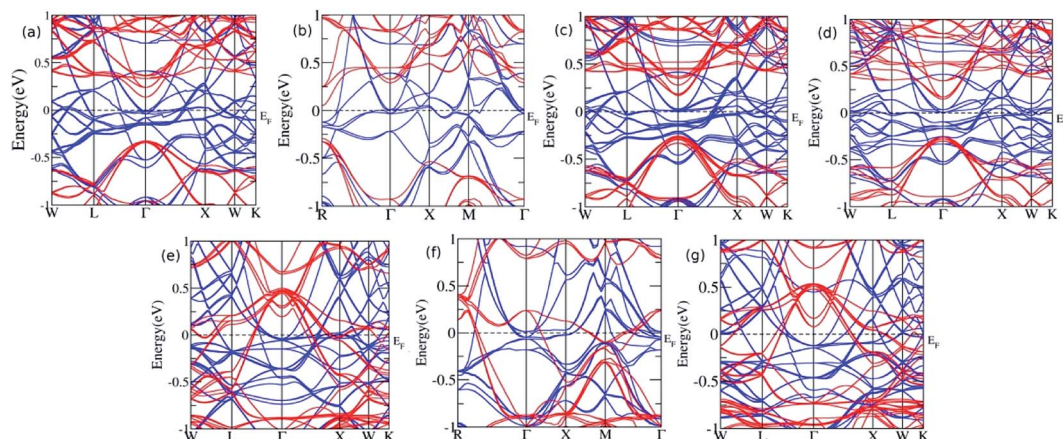 (a) (b) (c) (d)
Energy(eV) 1 0.5 0 -0.5 -1 E_F
W L Γ X W K
Energy(eV) 1 0.5 0 -0.5 -1 E_F
R Γ X M Γ
Energy(eV) 1 0.5 0 -0.5 -1 E_F
W L Γ X W K
Energy(eV) 1 0.5 0 -0.5 -1 E
W L Γ X W K
(e) (f) (g)
Energy(eV) 1 0.5 0 -0.5 -1 E_F
W L Γ X W K
Energy(eV) 1 0.5 0 -0.5 -1 E_F
R Γ X M Γ
Energy(eV) 1 0.5 0 -0.5 -1 E_F
W L Γ X W K